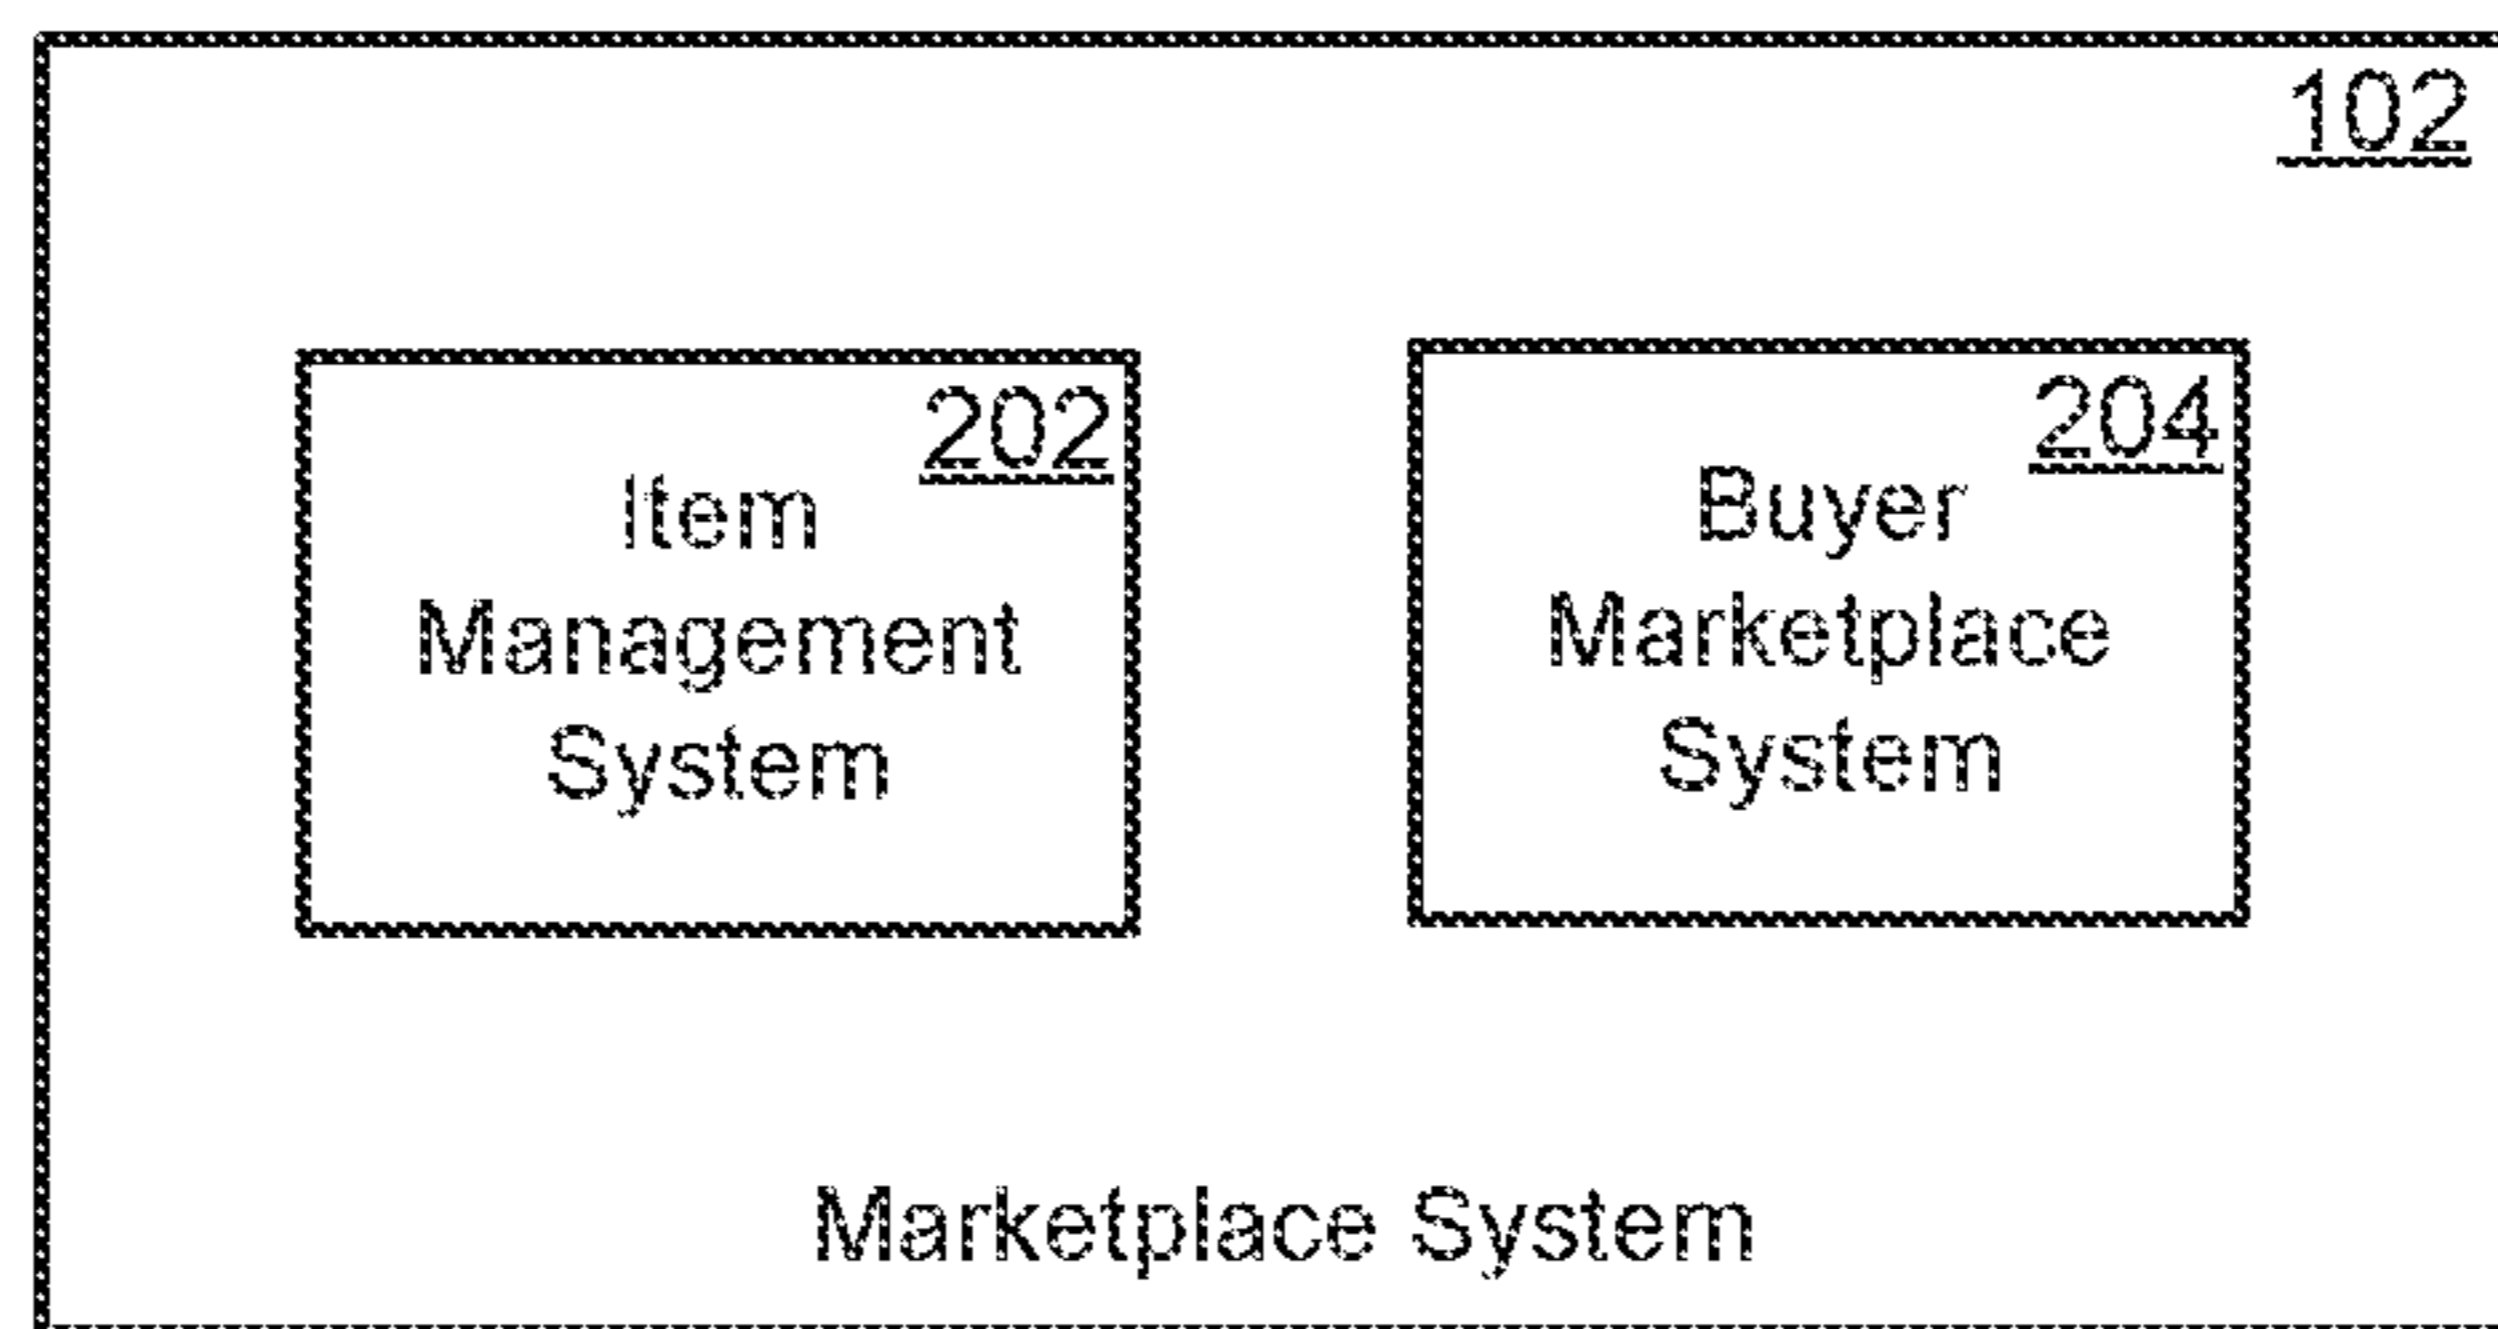 102
202
Item
Management
System
204
Buyer
Marketplace
System
Marketplace System